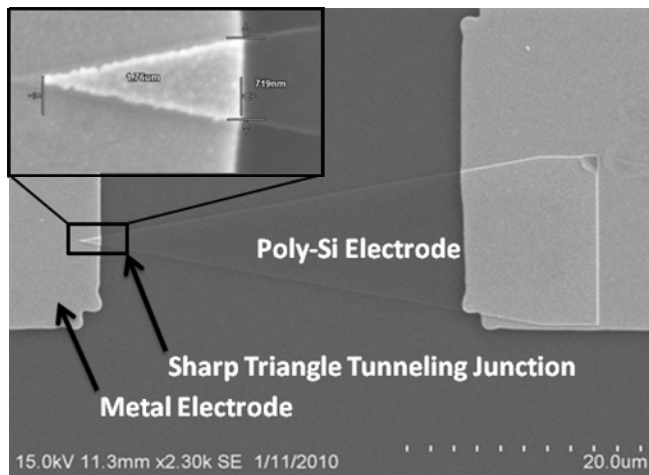 1.76um
719nm
Poly-Si Electrode
Sharp Triangle Tunneling Junction
Metal Electrode
15.0kV 11.3mm x2.30k SE 1/11/2010
20.0um